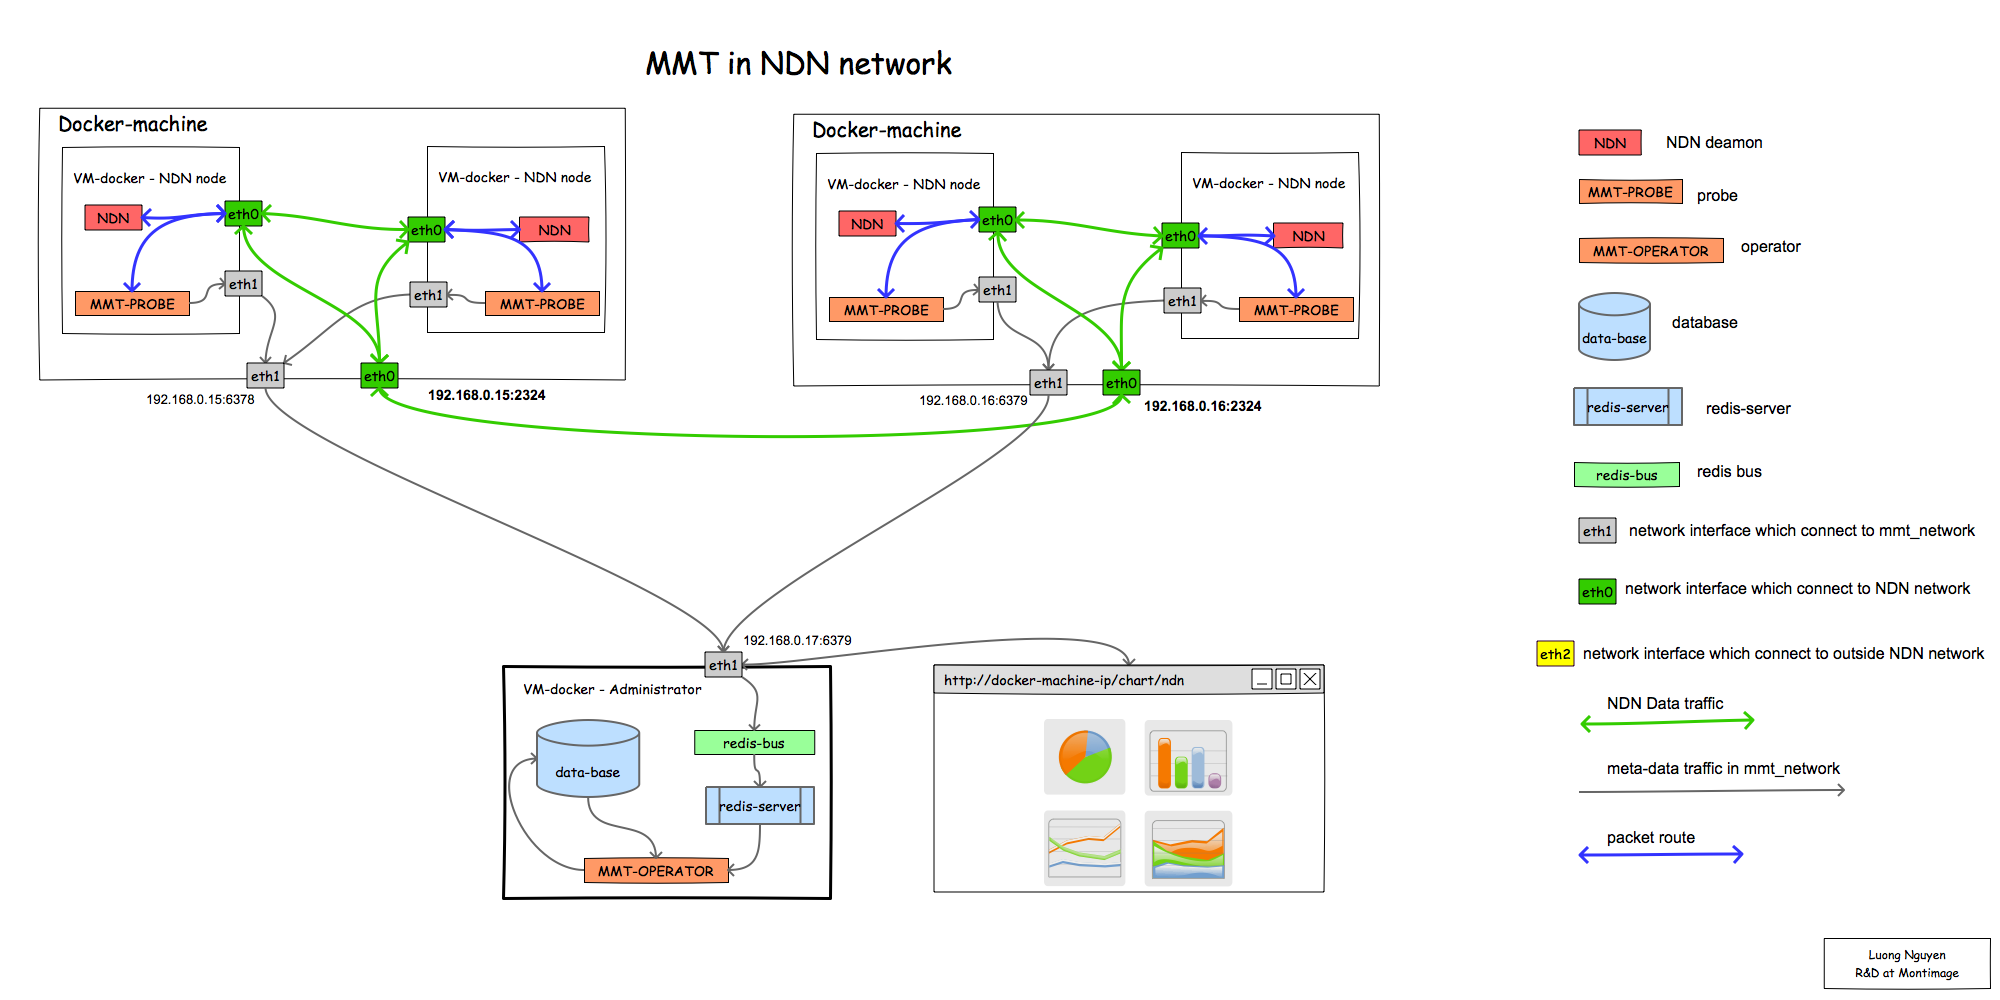 MMT in NDN network
Docker-machine
VM-docker - NDN node
NDN
eth0
MMT-PROBE
eth1
VM-docker - NDN node
eth0
NDN
eth1
MMT-PROBE
eth1
eth0
192.168.0.15:6378
192.168.0.15:2324
Docker-machine
VM-docker - NDN node
NDN
eth0
MMT-PROBE
eth1
VM-docker - NDN node
eth0
NDN
eth1
MMT-PROBE
eth1
eth0
192.168.0.16:6379
192.168.0.16:2324
192.168.0.17:6379
eth1
VM-docker - Administrator
redis-bus
data-base
redis-server
MMT-OPERATOR
http://docker-machine-ip/chart/ndn
NDN
NDN deamon
MMT-PROBE
probe
MMT-OPERATOR
operator
data-base
database
redis-server
redis-server
redis-bus
redis bus
eth1
network interface which connect to mmt_network
eth0
network interface which connect to NDN network
eth2
network interface which connect to outside NDN network
NDN Data traffic
meta-data traffic in mmt_network
packet route
Luong Nguyen
R&D at Montimage